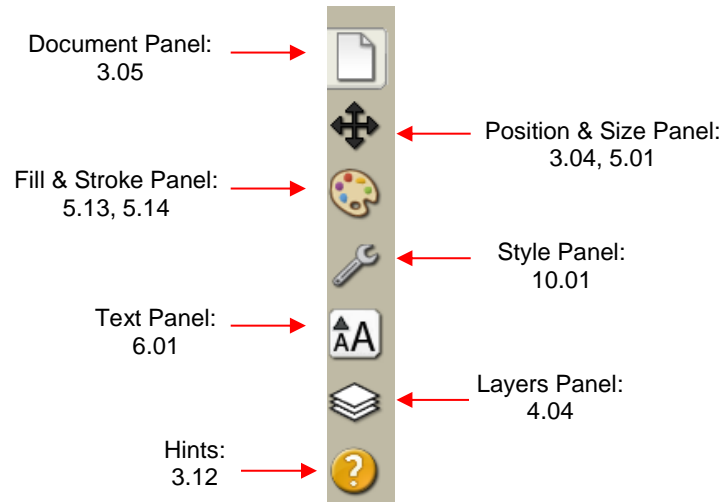 Document Panel:
3.05
Position & Size Panel:
3.04, 5.01
Fill & Stroke Panel:
5.13, 5.14
Style Panel:
10.01
Text Panel:
6.01
AA
Layers Panel:
4.04
Hints:
3.12
?